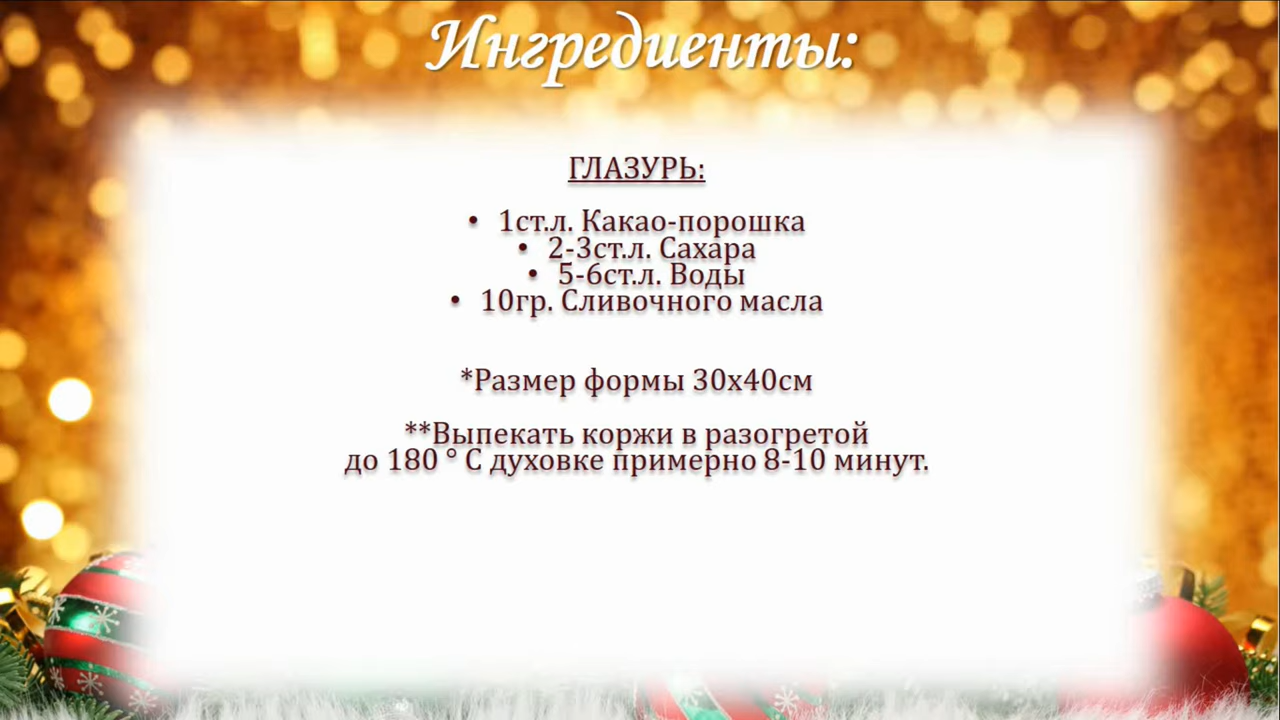 Ингредиенты:
ГЛАЗУРЬ:
• 1ст.л. Какао-порошка
• 2-3ст.л. Сахара
• 5-6ст.л. Воды
• 10гр. Сливочного масла
*Размер формы 30х40см
**Выпекать коржи в разогретой
до 180 ° С духовке примерно 8-10 минут.